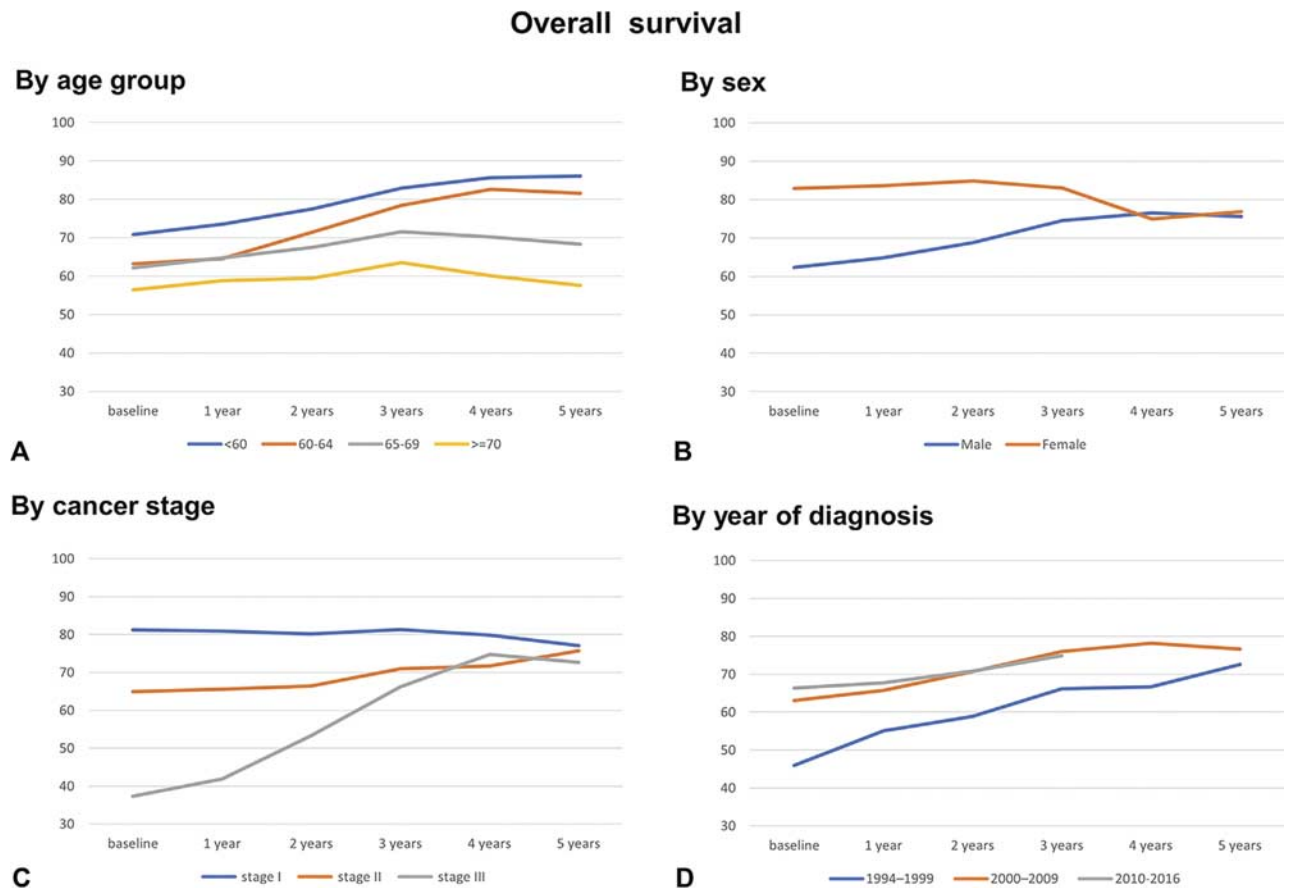 Overall survival
By age group
100
90
80
70
60
50
40
30
baseline 1 year 2 years 3 years 4 years 5 years
<60 60-64 65-69 >=70
A
By sex
100
90
80
70
60
50
40
30
baseline 1 year 2 years 3 years 4 years 5 years
Male Female
B
By cancer stage
100
90
80
70
60
50
40
30
baseline 1 year 2 years 3 years 4 years 5 years
stage I stage II stage III
C
By year of diagnosis
100
90
80
70
60
50
40
30
baseline 1 year 2 years 3 years 4 years 5 years
1994–1999 2000–2009 2010-2016
D